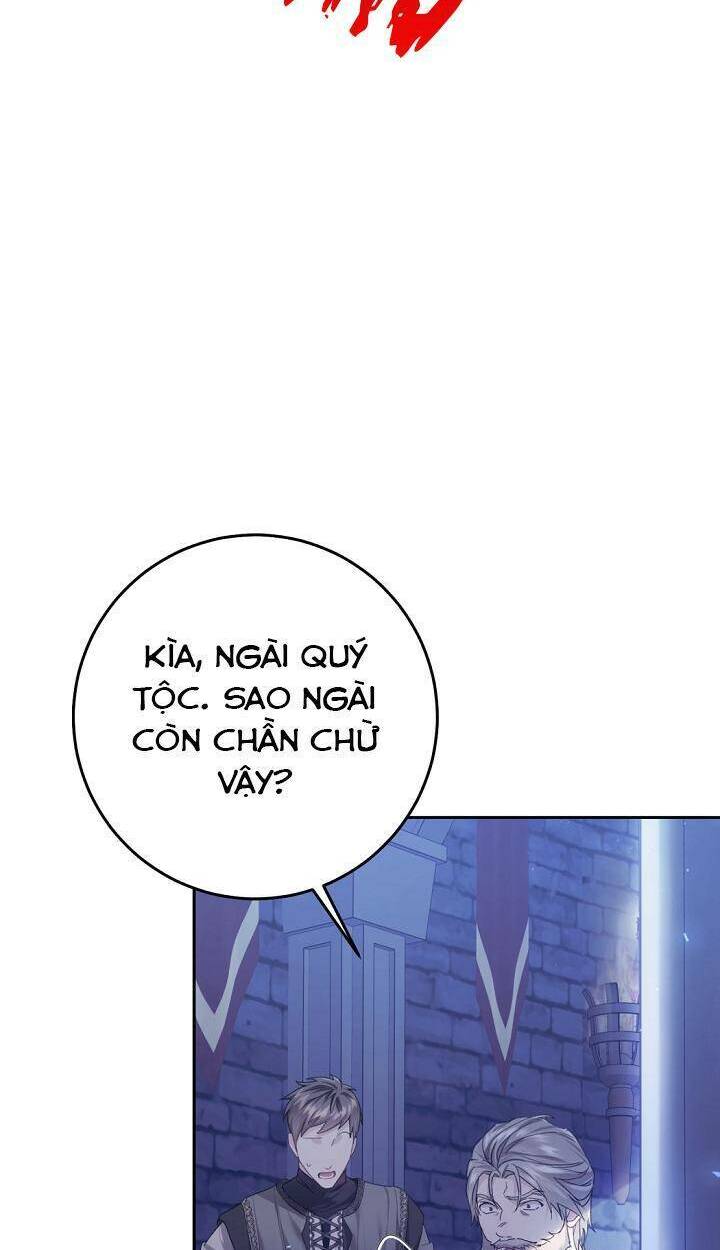 KÌA, NGÀI QUÝ
TỘC. SAO NGÀI
CÒN CHẦN CHỪ
VẬY?